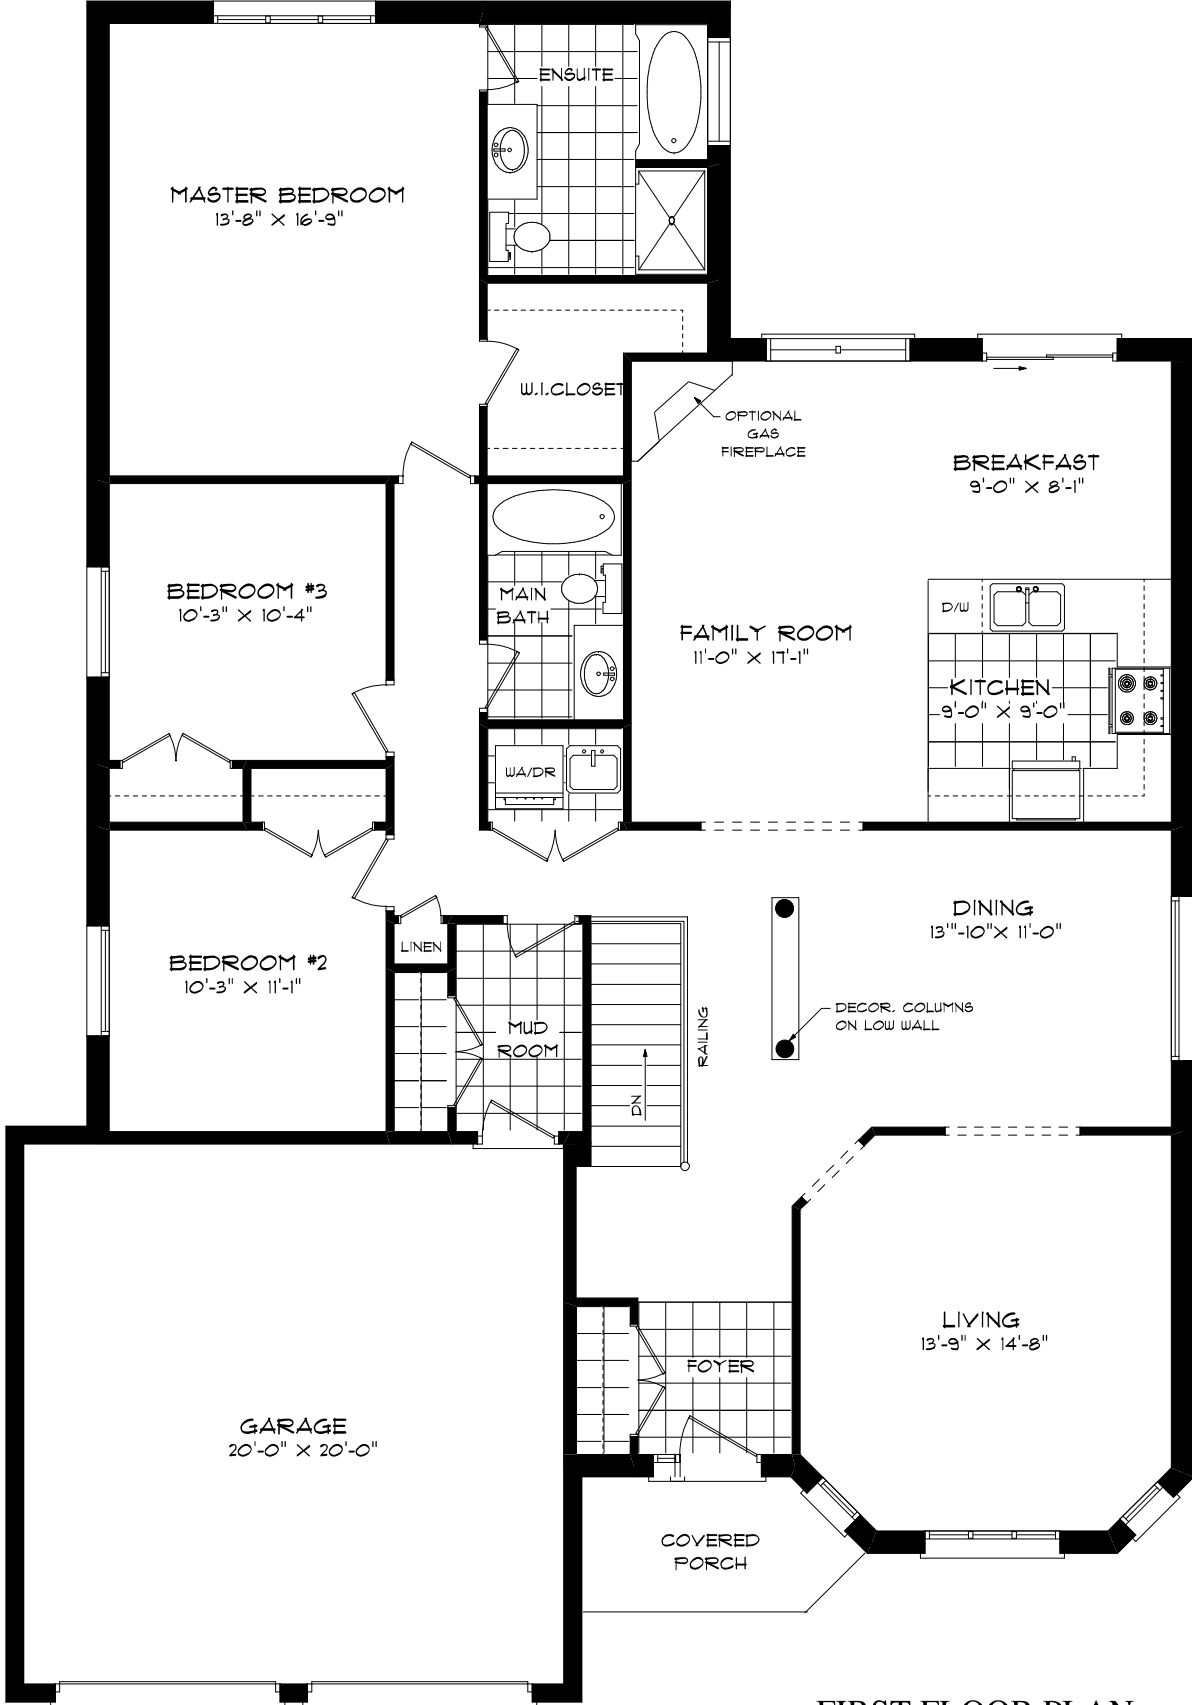 ENSUITE
MASTER BEDROOM
13'-8" X 16'-9"
W.I.CLOSET
OPTIONAL
GAS
FIREPLACE
BREAKFAST
9'-0" X 8'-1"
BEDROOM #3
10'-3" X 10'-4"
MAIN
BATH
D/W
FAMILY ROOM
11'-0" X 17'-1"
KITCHEN
9'-0" X 9'-0"
WA/DR
DINING
13'"-10"X 11'-0"
LINEN
BEDROOM #2
10'-3" X 11'-1"
DECOR. COLUMNS
ON LOW WALL
MUD
ROOM
RAILING
DN
LIVING
13'-9" X 14'-8"
FOYER
GARAGE
20'-0" X 20'-0"
COVERED
PORCH
FIRST FLOOR PLAN